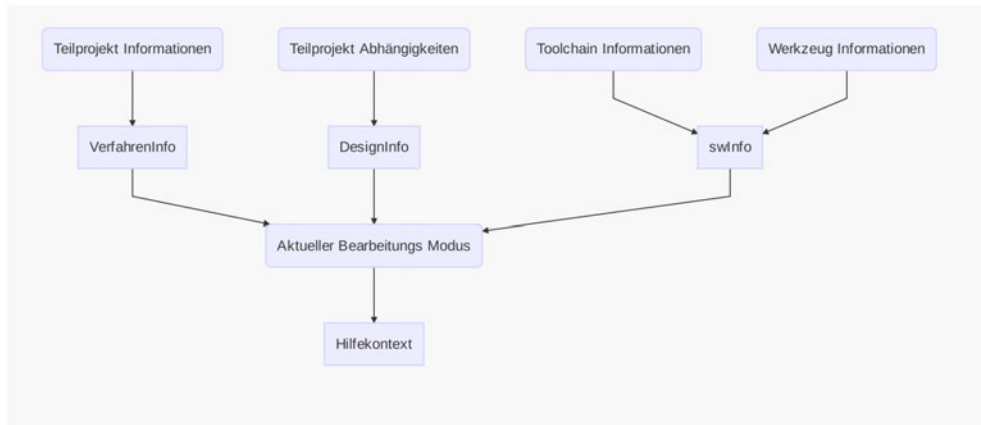 Teilprojekt Informationen
Teilprojekt Abhängigkeiten
Toolchain Informationen
Werkzeug Informationen
VerfahrenInfo
DesignInfo
swInfo
Aktueller Bearbeitungs Modus
Hilfekontext